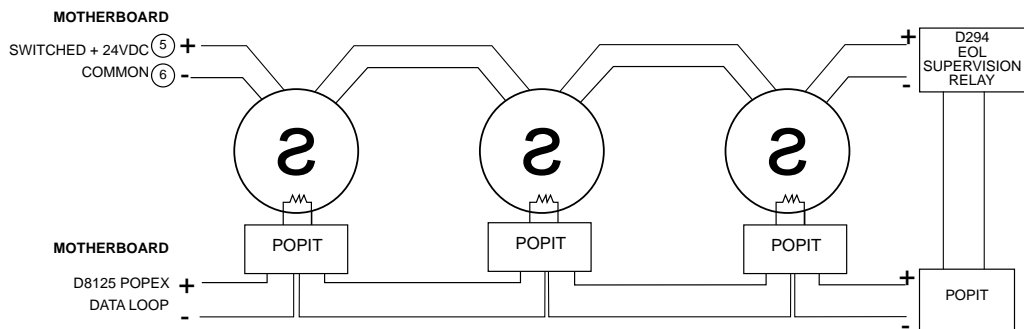 MOTHERBOARD
SWITCHED + 24VDC 5 +
COMMON 6 -
+ D294
EOL
SUPERVISION
RELAY
-
S S S
POPIT POPIT POPIT
MOTHERBOARD
D8125 POPEX +
DATA LOOP -
+
POPIT
-